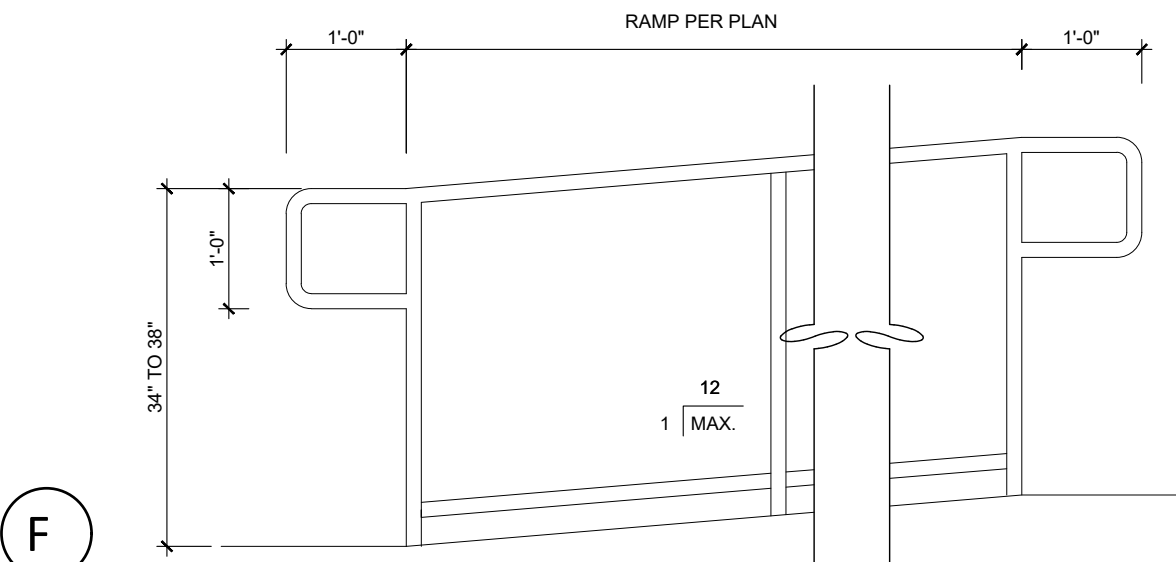 RAMP PER PLAN
1'-0"
1'-0"
1'-0"
34" TO 38"
12
1 MAX.
F